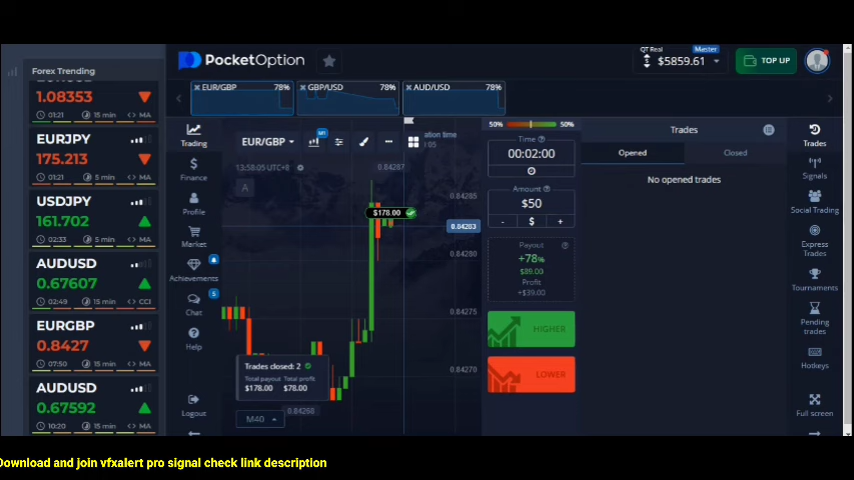 PocketOption
QT Real
Master
$5859.61
TOP UP
Forex Trending
1.08353
01:21
5 min
MA
EURJPY
175.213
01:21
5 min
MA
USDJPY
161.702
02:33
5 min
MA
AUDUSD
0.67607
02:49
15 min
CCI
EURGBP
0.8427
07:50
15 min
MA
AUDUSD
0.67592
10:20
15 min
MA
EUR/GBP
78%
GBP/USD
78%
AUD/USD
78%
Trading
Finance
Profile
Market
Achievements
Chat
5
Help
Logout
EUR/GBP
M1
13:58:05 UTC+8
A
ation time
0.84287
0.84285
$178.00
0.84283
0.84280
0.84275
0.84270
0.84268
Trades closed: 2
Total payout
Total profit
$178.00
$78.00
M40
50%
50%
Time
00:02:00
Amount
$50
-
$
+
Payout
+78%
$89.00
Profit
+$39.00
HIGHER
LOWER
Trades
Opened
Closed
No opened trades
Trades
Signals
Social Trading
Express
Trades
Tournaments
Pending
trades
Hotkeys
Full screen
Download and join vfxalert pro signal check link description